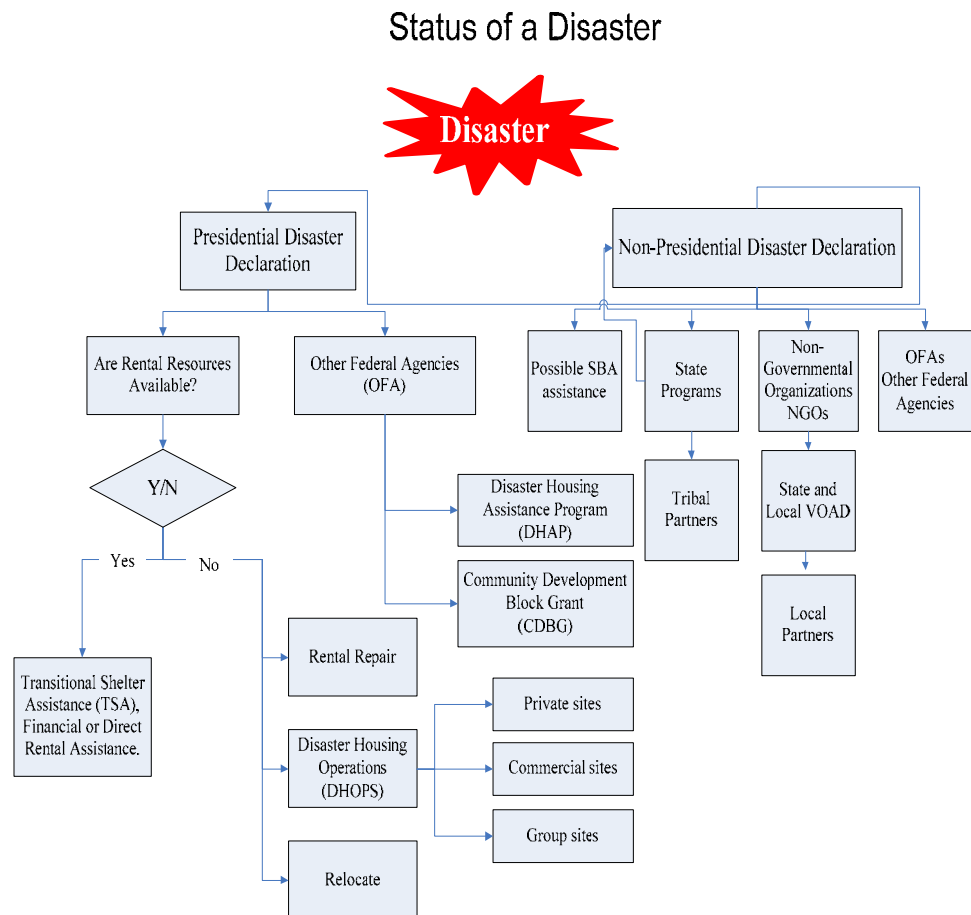 Status of a Disaster
Disaster
Presidential Disaster
Declaration
Non-Presidential Disaster Declaration
Are Rental Resources
Available?
Other Federal Agencies
(OFA)
Possible SBA
assistance
State
Programs
Non-
Governmental
Organizations
NGOs
OFAs
Other Federal
Agencies
Y/N
Disaster Housing
Assistance Program
(DHAP)
Tribal
Partners
State and
Local VOAD
Yes
No
Community Development
Block Grant
(CDBG)
Local
Partners
Transitional Shelter
Assistance (TSA),
Financial or Direct
Rental Assistance.
Rental Repair
Disaster Housing
Operations
(DHOPS)
Private sites
Commercial sites
Group sites
Relocate